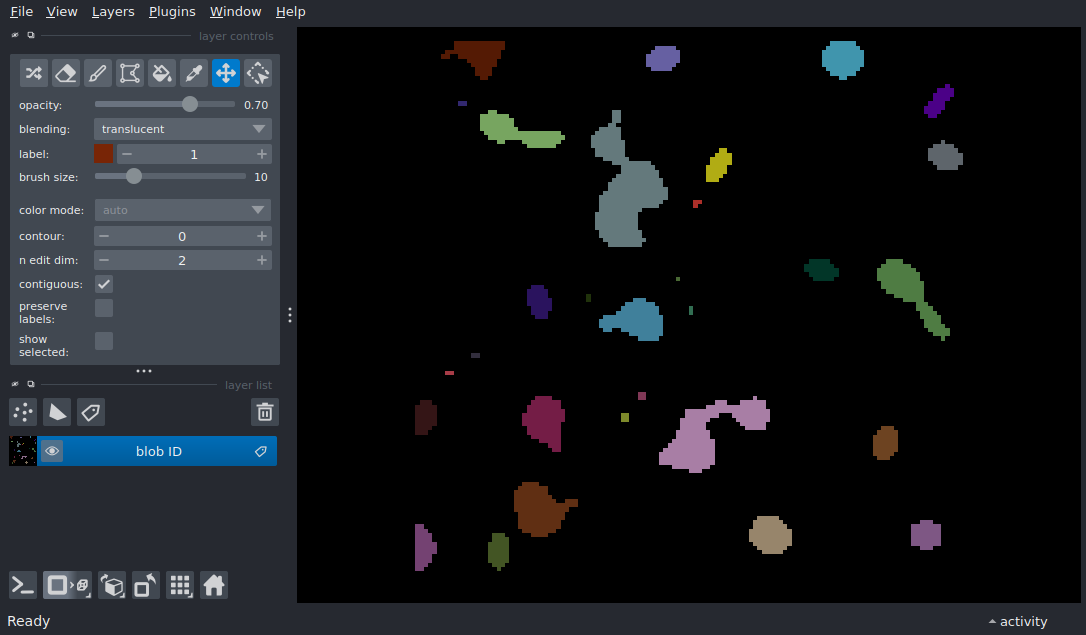 File View Layers Plugins Window Help
layer controls
opacity: 0.70
blending: translucent
label: 1
brush size: 10
color mode: auto
contour: 0
n edit dim: 2
contiguous:
preserve
labels:
show
selected:
layer list
blob ID
Ready
activity